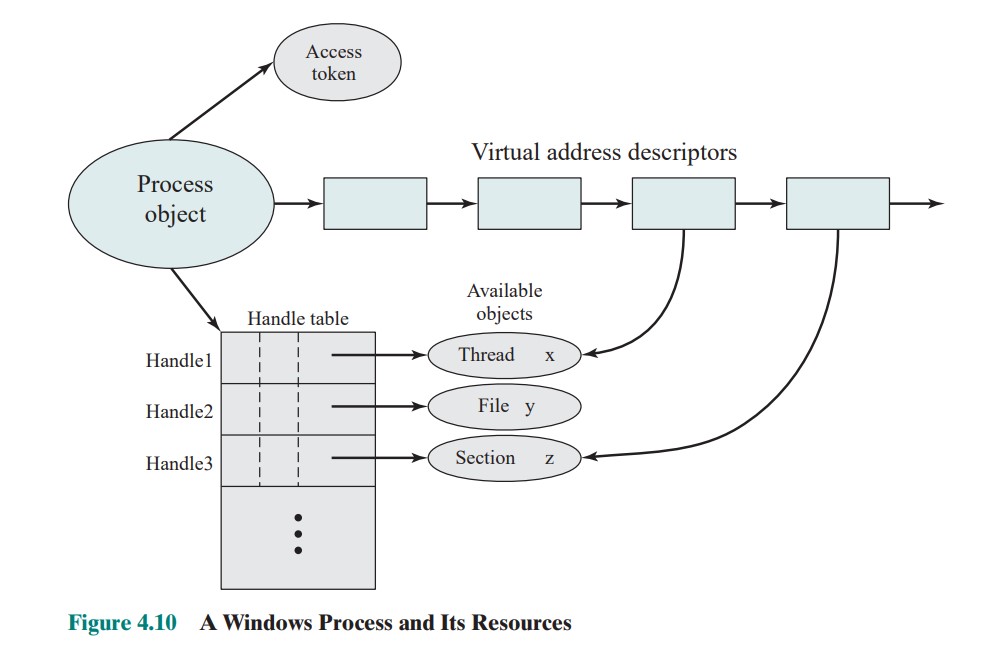 Access
token
Virtual address descriptors
Process
object
Available
objects
Handle table
Handle1
Thread x
Handle2
File y
Handle3
Section z
Figure 4.10 A Windows Process and Its Resources